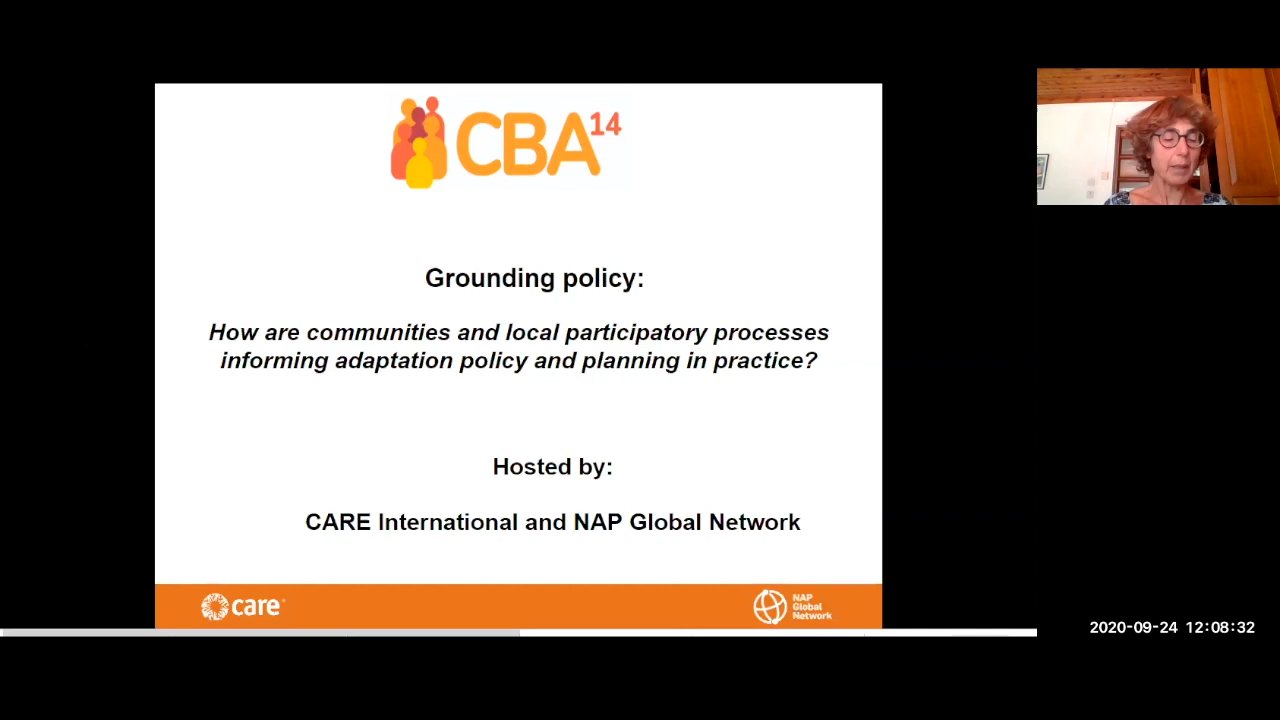 CBA14
Grounding policy:
How are communities and local participatory processes
informing adaptation policy and planning in practice?
Hosted by:
CARE International and NAP Global Network
care
NAP
Global
Network
2020-09-24 12:08:32